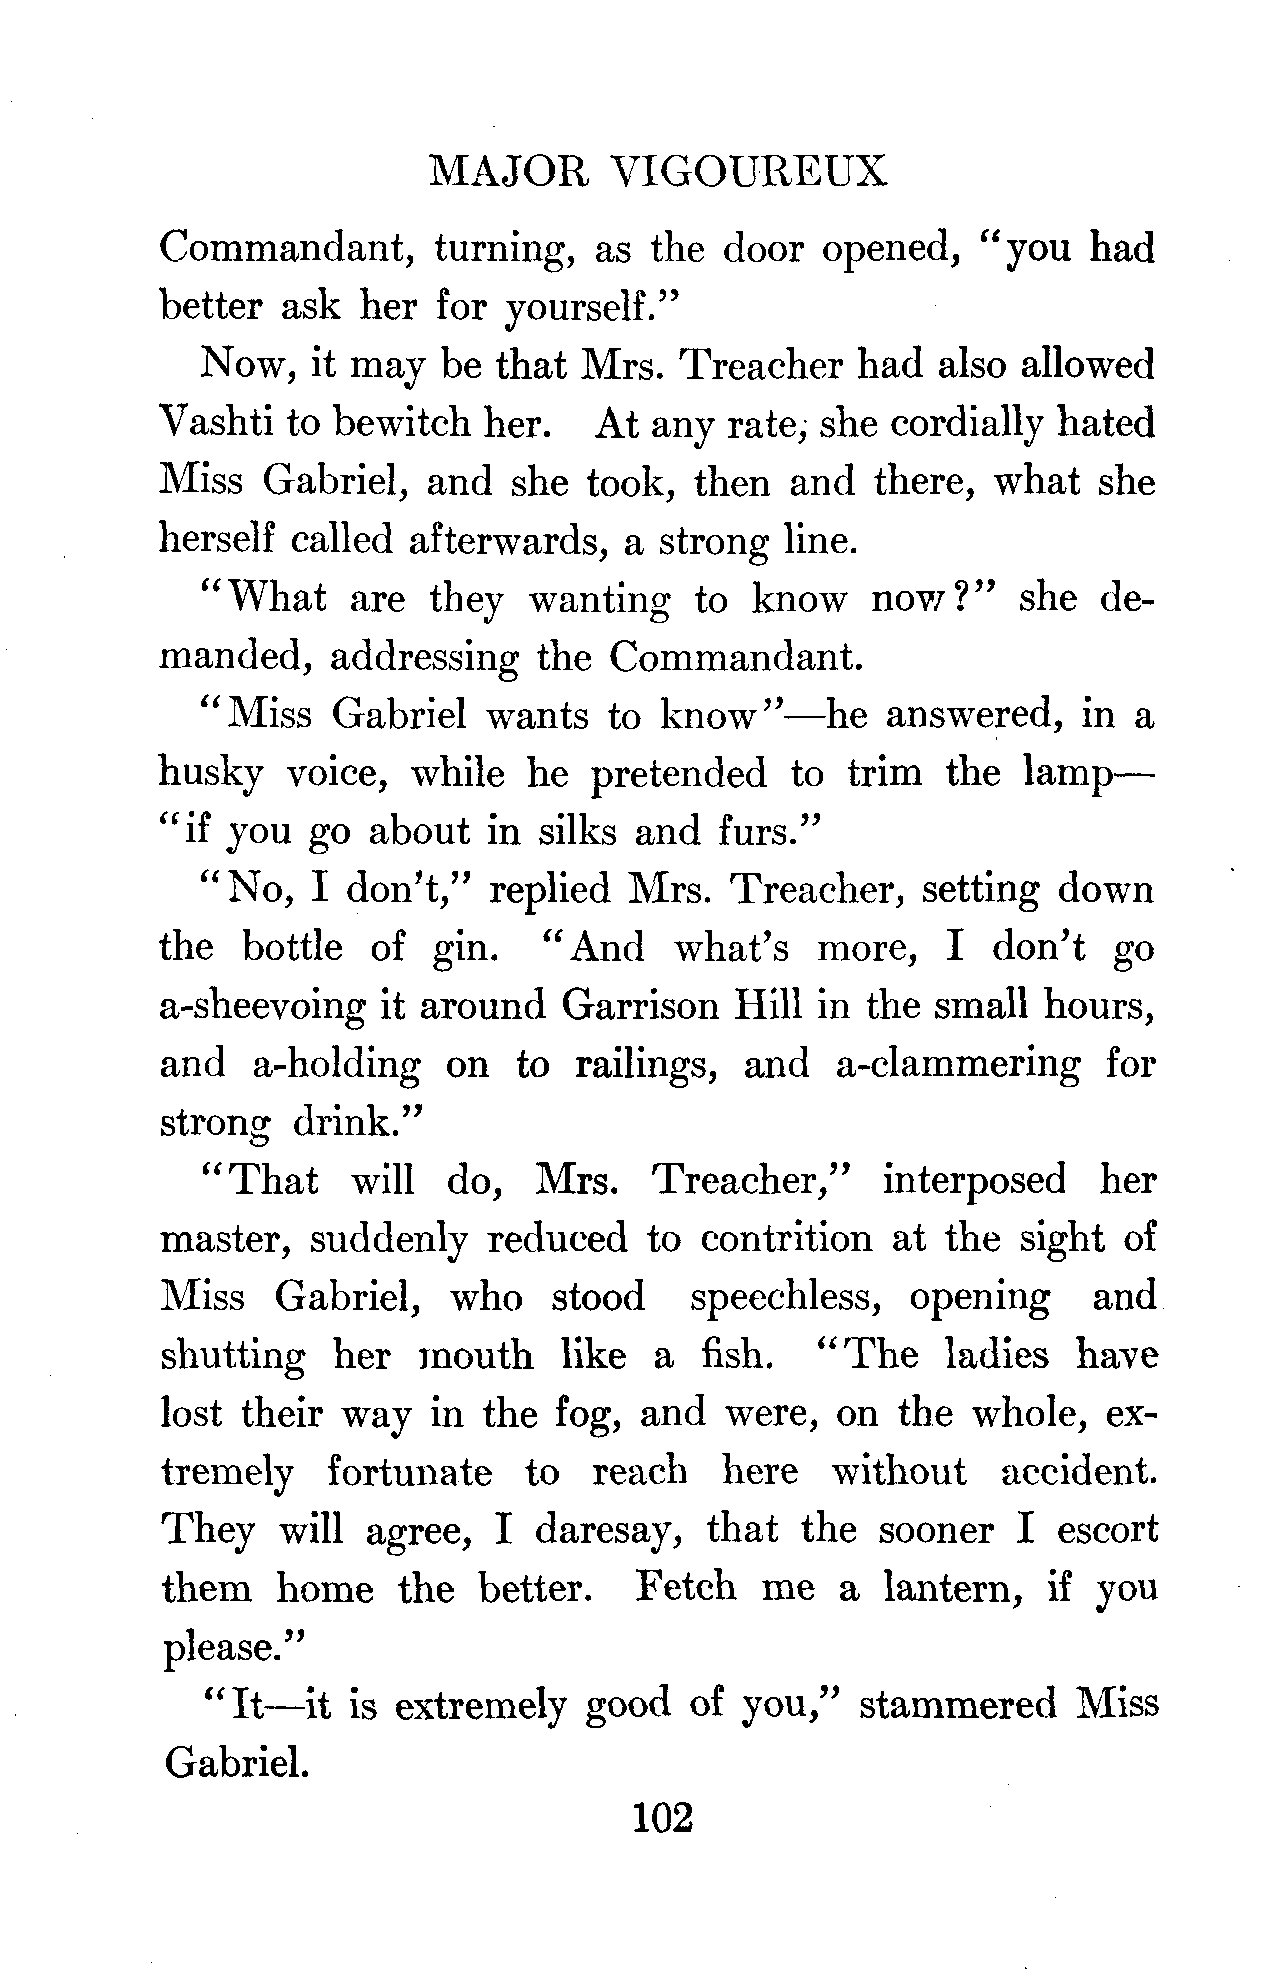 MAJOR VIGOUREUX
Commandant, turning, as the door opened, "you had
better ask her for yourself."
Now, it may be that Mrs. Treacher had also allowed
Vashti to bewitch her. At any rate, she cordially hated
Miss Gabriel, and she took, then and there, what she
herself called afterwards, a strong line.
"What are they wanting to know now?" she de-
manded, addressing the Commandant.
"Miss Gabriel wants to know"—he answered, in a
husky voice, while he pretended to trim the lamp—
"if you go about in silks and furs."
"No, I don't," replied Mrs. Treacher, setting down
the bottle of gin. "And what's more, I don't go
a-sheevoing it around Garrison Hill in the small hours,
and a-holding on to railings, and a-clammering for
strong drink."
"That will do, Mrs. Treacher," interposed her
master, suddenly reduced to contrition at the sight of
Miss Gabriel, who stood speechless, opening and
shutting her mouth like a fish. "The ladies have
lost their way in the fog, and were, on the whole, ex-
tremely fortunate to reach here without accident.
They will agree, I daresay, that the sooner I escort
them home the better. Fetch me a lantern, if you
please."
"It—it is extremely good of you," stammered Miss
Gabriel.
102